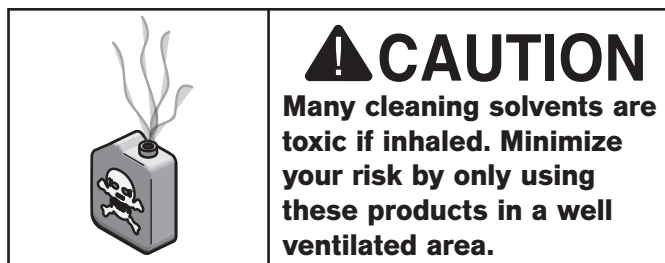 CAUTION
Many cleaning solvents are
toxic if inhaled. Minimize
your risk by only using
these products in a well
ventilated area.